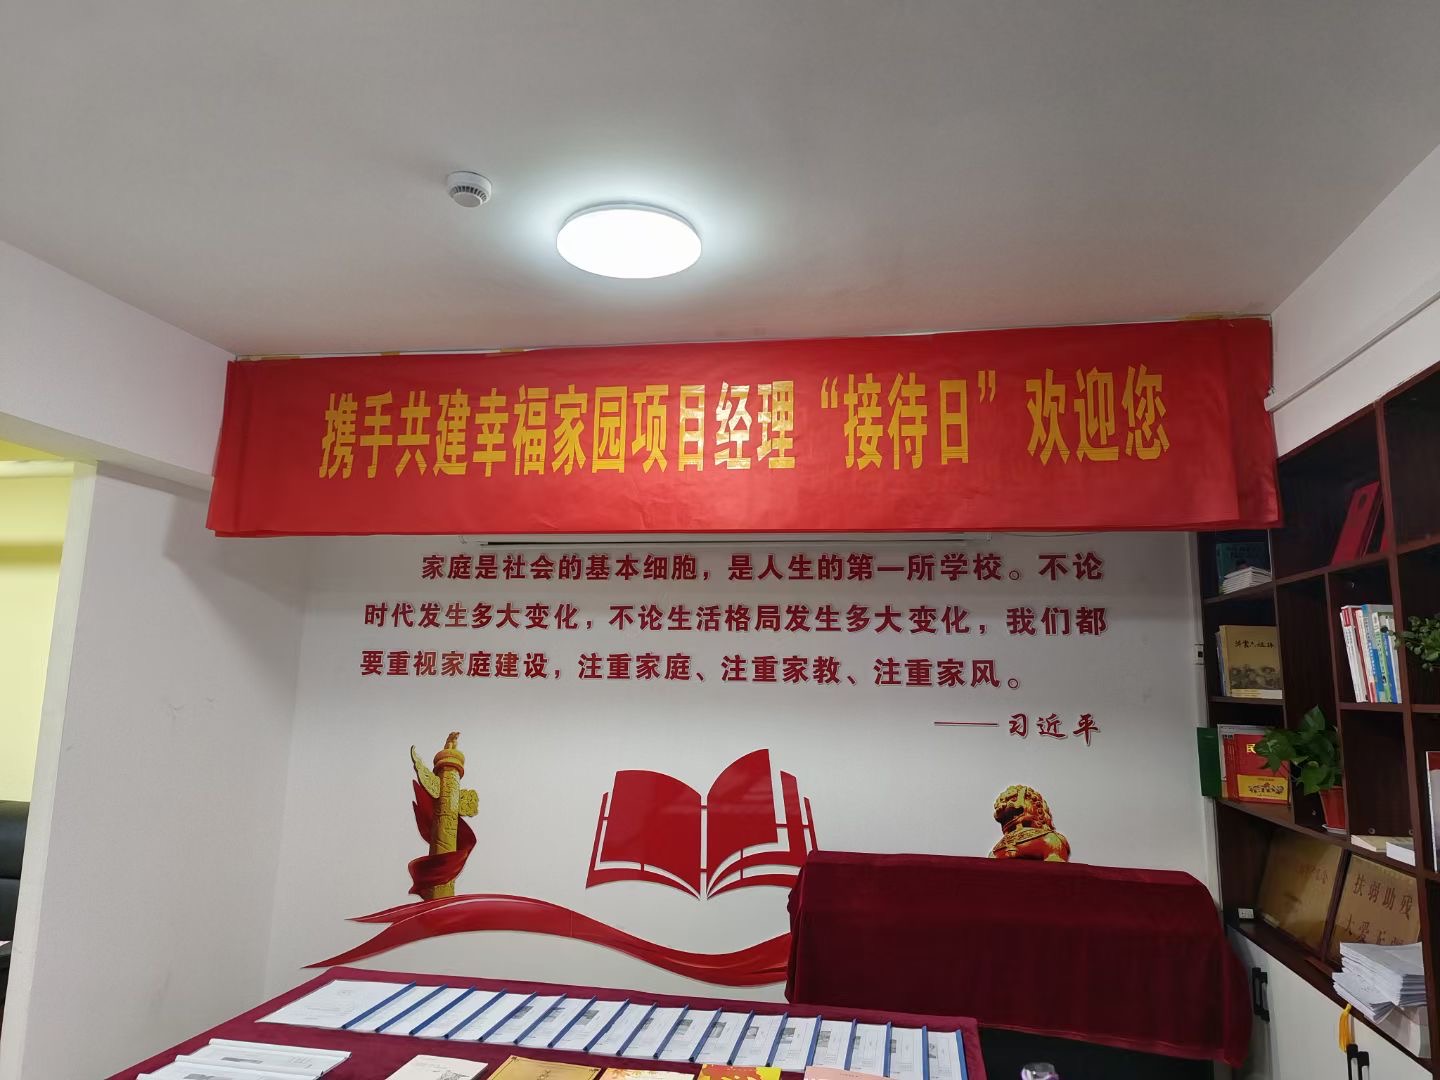 携手共建幸福家园项目经理“接待日”欢迎您
家庭是社会的基本细胞，是人生的第一所学校。不论
时代发生多大变化，不论生活格局发生多大变化，我们都
要重视家庭建设，注重家庭、注重家教、注重家风。
——习近平
扶弱助残